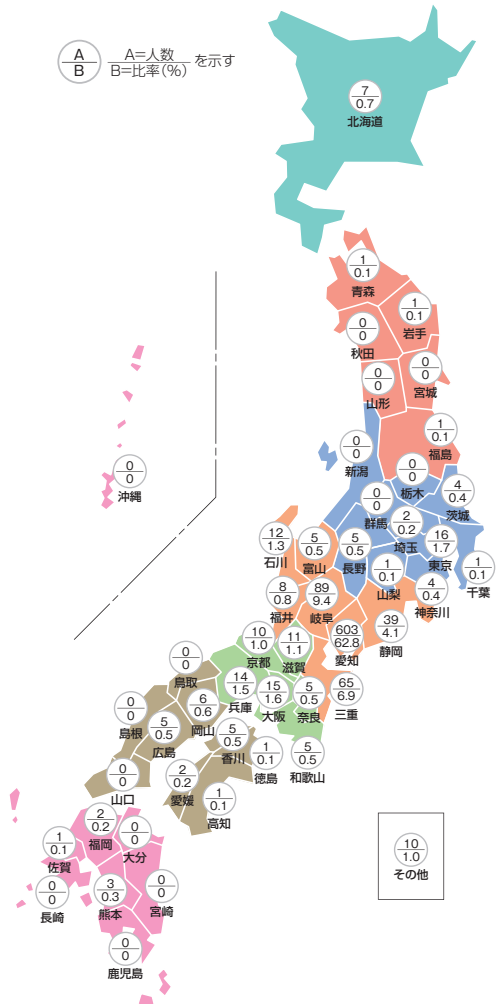 A
B
A=人数
B=比率(%)
を示す
7
0.7
北海道
1
0.1
青森
1
0.1
岩手
0
0
秋田
0
0
宮城
0
0
山形
1
0.1
福島
0
0
新潟
0
0
栃木
4
0.4
茨城
0
0
群馬
2
0.2
埼玉
16
1.7
東京
1
0.1
千葉
12
1.3
石川
5
0.5
富山
5
0.5
長野
1
0.1
山梨
4
0.4
神奈川
8
0.8
福井
89
9.4
岐阜
603
62.8
愛知
39
4.1
静岡
10
1.0
京都
11
1.1
滋賀
65
6.9
三重
14
1.5
兵庫
15
1.6
大阪
5
0.5
奈良
5
0.5
和歌山
0
0
鳥取
6
0.6
岡山
0
0
島根
5
0.5
広島
0
0
山口
5
0.5
香川
1
0.1
徳島
2
0.2
愛媛
1
0.1
高知
2
0.2
福岡
0
0
大分
1
0.1
佐賀
0
0
長崎
3
0.3
熊本
0
0
宮崎
0
0
鹿児島
0
0
沖縄
10
1.0
その他